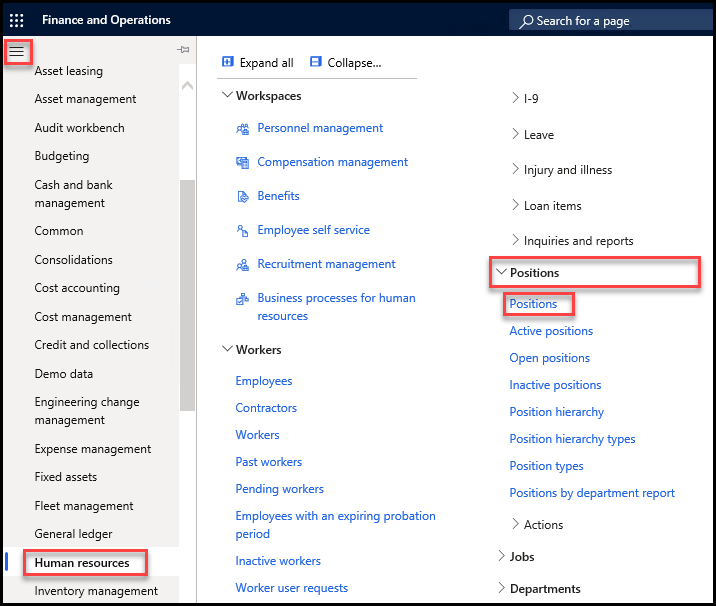 Finance and Operations
Search for a page
Asset leasing
Asset management
Audit workbench
Budgeting
Cash and bank
management
Common
Consolidations
Cost accounting
Cost management
Credit and collections
Demo data
Engineering change
management
Expense management
Fixed assets
Fleet management
General ledger
Human resources
Inventory management
Expand all
Collapse...
Workspaces
Personnel management
Compensation management
Benefits
Employee self service
Recruitment management
Business processes for human
resources
Workers
Employees
Contractors
Workers
Past workers
Pending workers
Employees with an expiring probation
period
Inactive workers
Worker user requests
I-9
Leave
Injury and illness
Loan items
Inquiries and reports
Positions
Positions
Active positions
Open positions
Inactive positions
Position hierarchy
Position hierarchy types
Position types
Positions by department report
Actions
Jobs
Departments